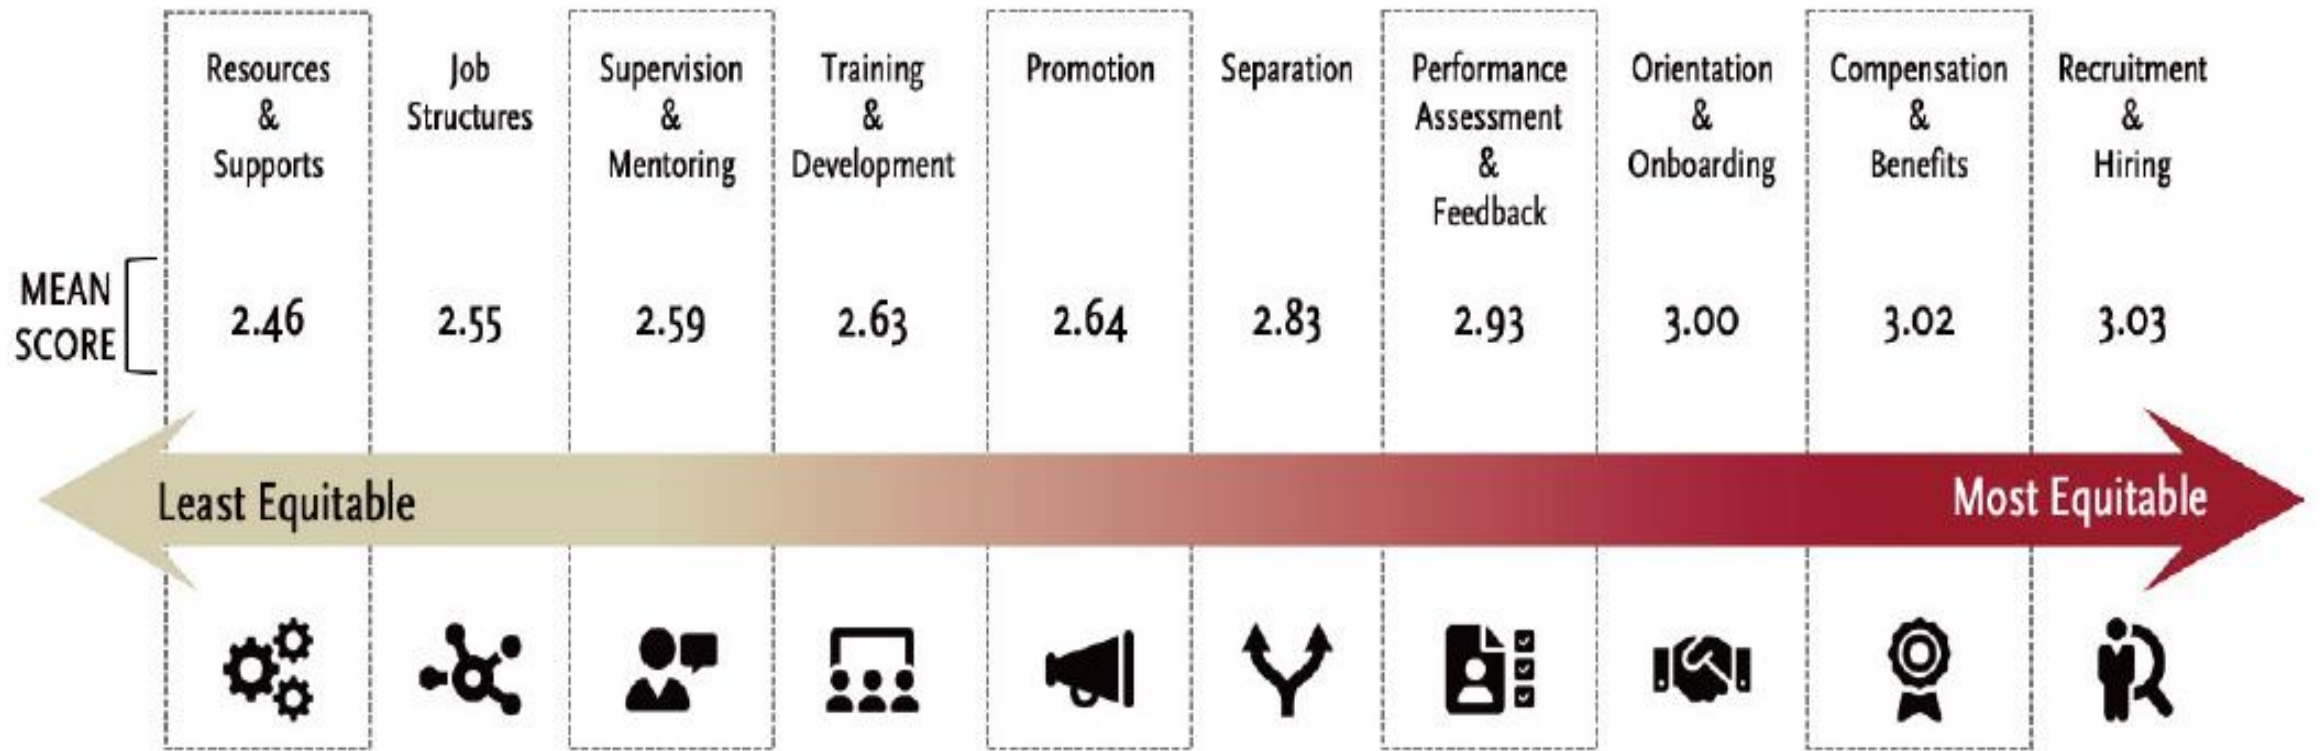 Resources
&
Supports
Job
Structures
Supervision
&
Mentoring
Training
&
Development
Promotion
Separation
Performance
Assessment
&
Feedback
Orientation
&
Onboarding
Compensation
&
Benefits
Recruitment
&
Hiring
MEAN
SCORE
2.46
2.55
2.59
2.63
2.64
2.83
2.93
3.00
3.02
3.03
Least Equitable
Most Equitable